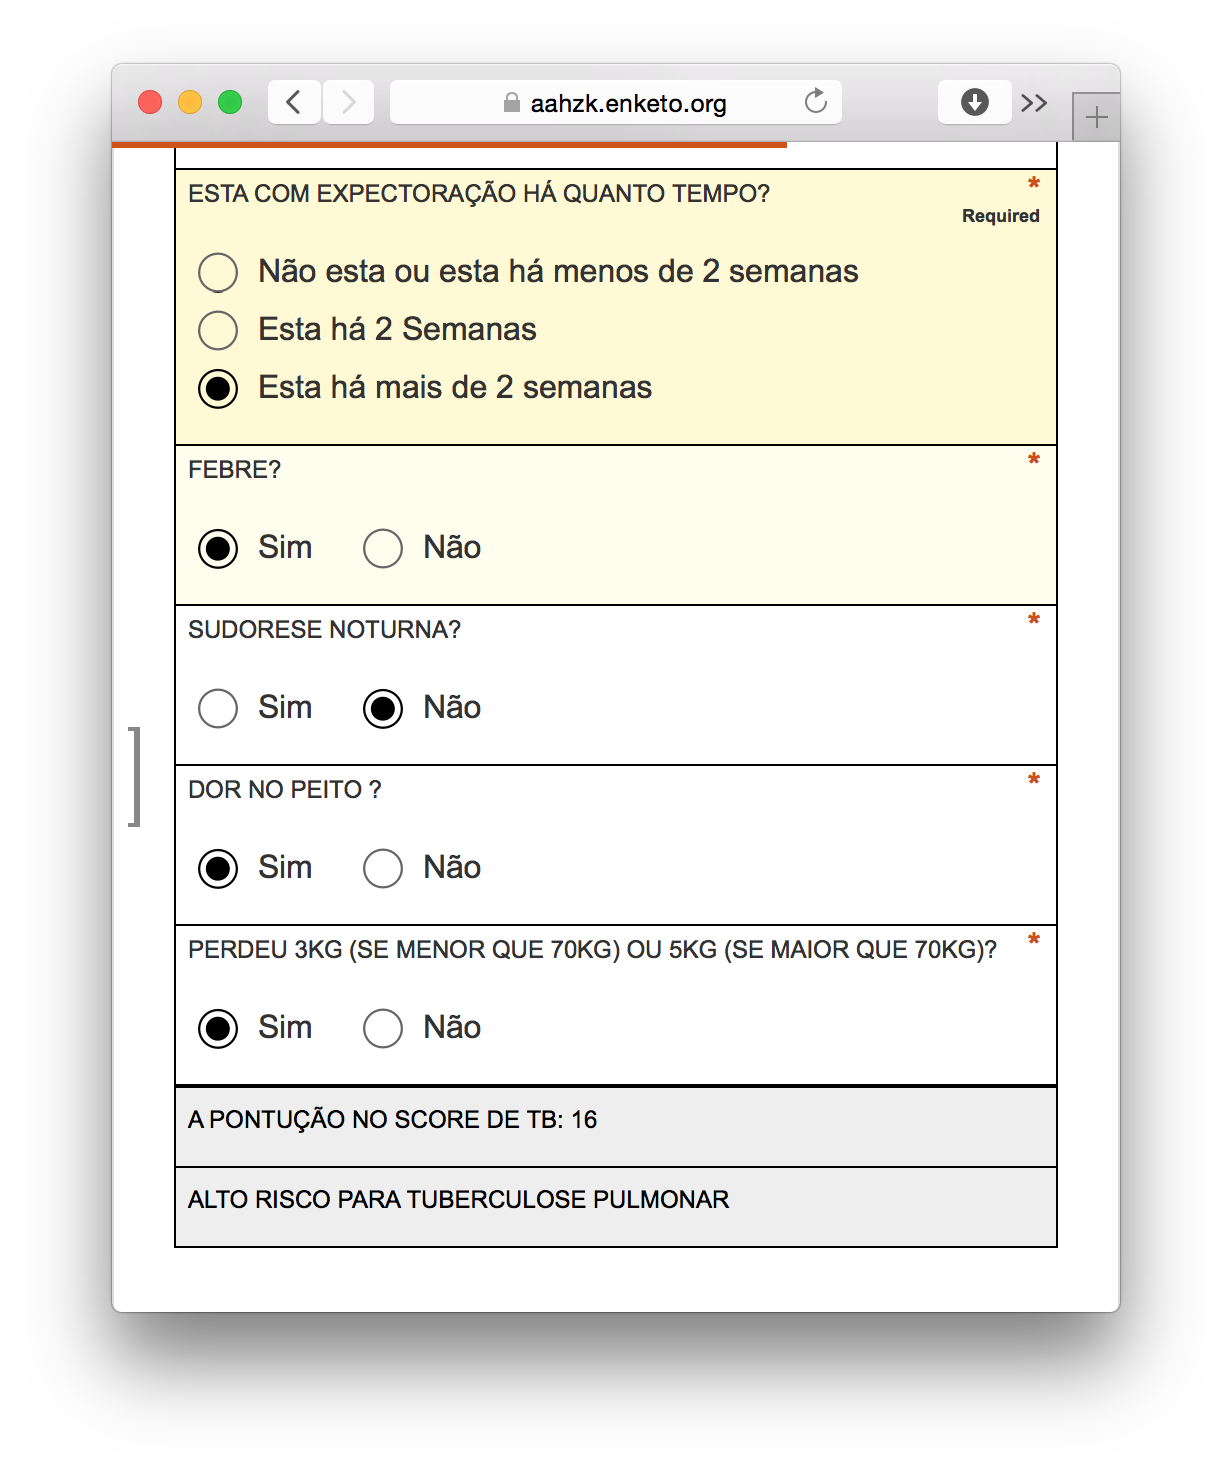 aahzk.enketo.org
ESTA COM EXPECTORAÇÃO HÁ QUANTO TEMPO? *
Required
Não esta ou esta há menos de 2 semanas
Esta há 2 Semanas
Esta há mais de 2 semanas
FEBRE? *
Sim Não
SUDORESE NOTURNA? *
Sim Não
DOR NO PEITO ? *
Sim Não
PERDEU 3KG (SE MENOR QUE 70KG) OU 5KG (SE MAIOR QUE 70KG)? *
Sim Não
A PONTUÇÃO NO SCORE DE TB: 16
ALTO RISCO PARA TUBERCULOSE PULMONAR